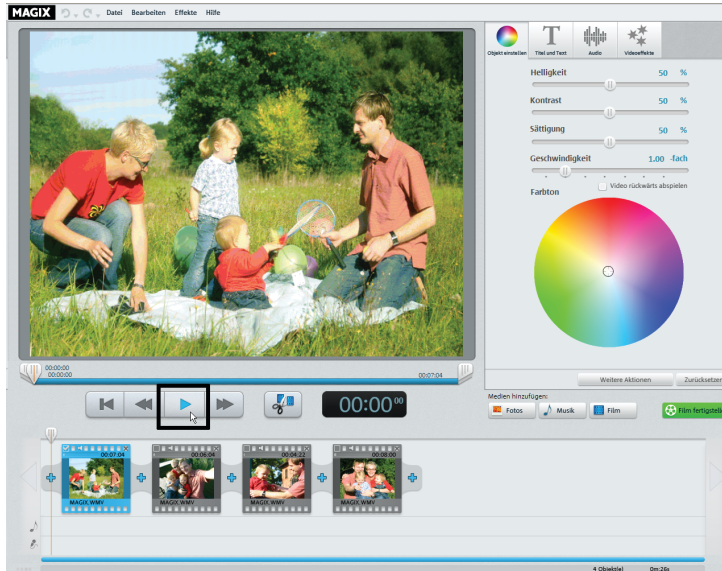 MAGIX Datei Bearbeiten Effekte Hilfe
Objekt einstellen Titel und Text Audio Videoeffekte
Helligkeit 50 %
Kontrast 50 %
Sättigung 50 %
Geschwindigkeit 1.00 -fach
Video rückwärts abspielen
Farbton
00:00:00
00:00:00 00:07:04
Weitere Aktionen Zurücksetzen
00:00 00
Medien hinzufügen:
Fotos Musik Film Film fertigstelle
00:07:04 00:06:04 00:04:22 00:08:00
MAGIX.WMV MAGIX.WMV MAGIX.WMV MAGIX.WMV
4 Objekt(e) 0m:26s